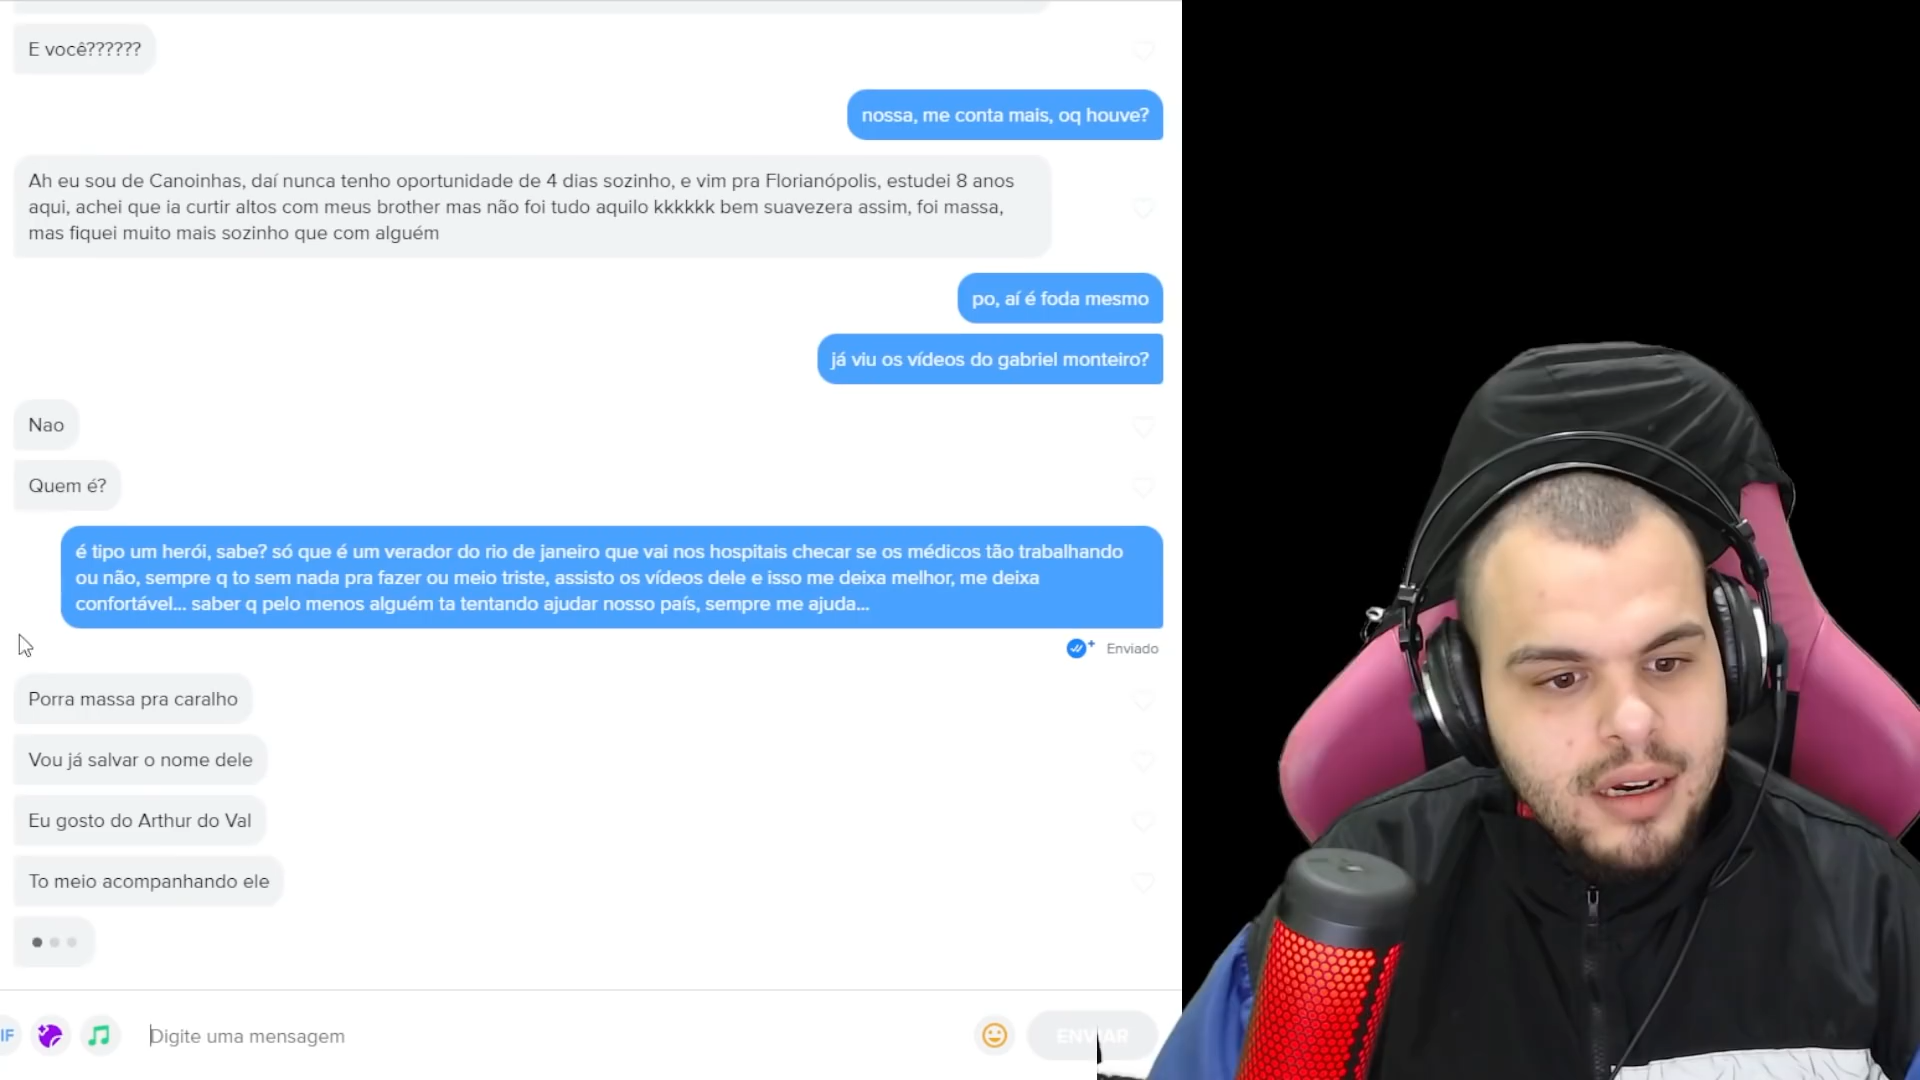 E você??????
nossa, me conta mais, oq houve?
Ah eu sou de Canoinhas, daí nunca tenho oportunidade de 4 dias sozinho, e vim pra Florianópolis, estudei 8 anos
aqui, achei que ia curtir altos com meus brother mas não foi tudo aquilo kkkkkk bem suavezera assim, foi massa,
mas fiquei muito mais sozinho que com alguém
po, aí é foda mesmo
já viu os vídeos do gabriel monteiro?
Nao
Quem é?
é tipo um herói, sabe? só que é um verador do rio de janeiro que vai nos hospitais checar se os médicos tão trabalhando
ou não, sempre q to sem nada pra fazer ou meio triste, assisto os vídeos dele e isso me deixa melhor, me deixa
confortável... saber q pelo menos alguém ta tentando ajudar nosso país, sempre me ajuda...
Enviado
Porra massa pra caralho
Vou já salvar o nome dele
Eu gosto do Arthur do Val
To meio acompanhando ele
IF
Digite uma mensagem
ENVIAR